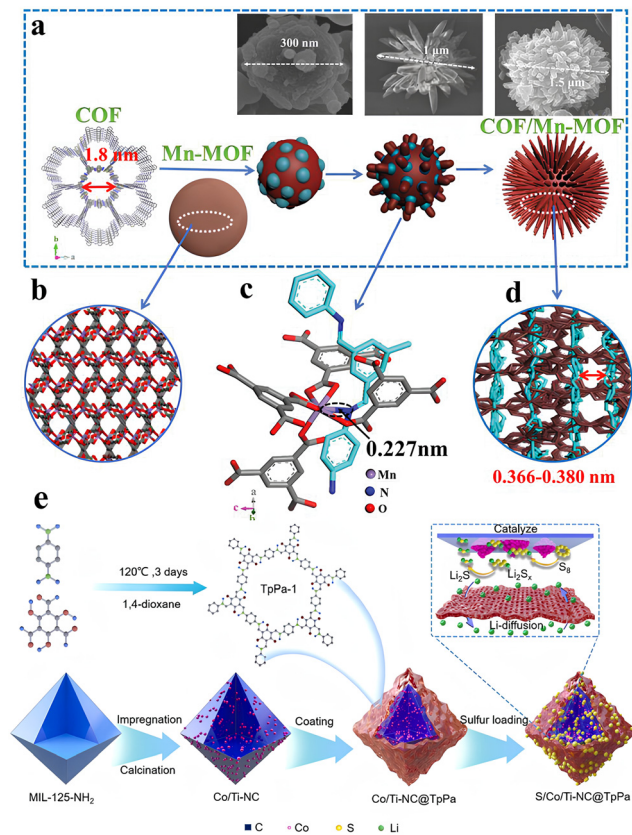 a
300 nm
1 μm
1.5 μm
COF
1.8 nm
Mn-MOF
COF/Mn-MOF
b
a
b
c
d
0.227nm
Mn
N
O
a
c
b
0.366-0.380 nm
e
120℃ ,3 days
1,4-dioxane
TpPa-1
Catalyze
Li₂S
Li₂Sₓ
S₈
Li-diffusion
Impregnation
Calcination
Coating
Sulfur loading
MIL-125-NH₂
Co/Ti-NC
Co/Ti-NC@TpPa
S/Co/Ti-NC@TpPa
C
Co
S
Li